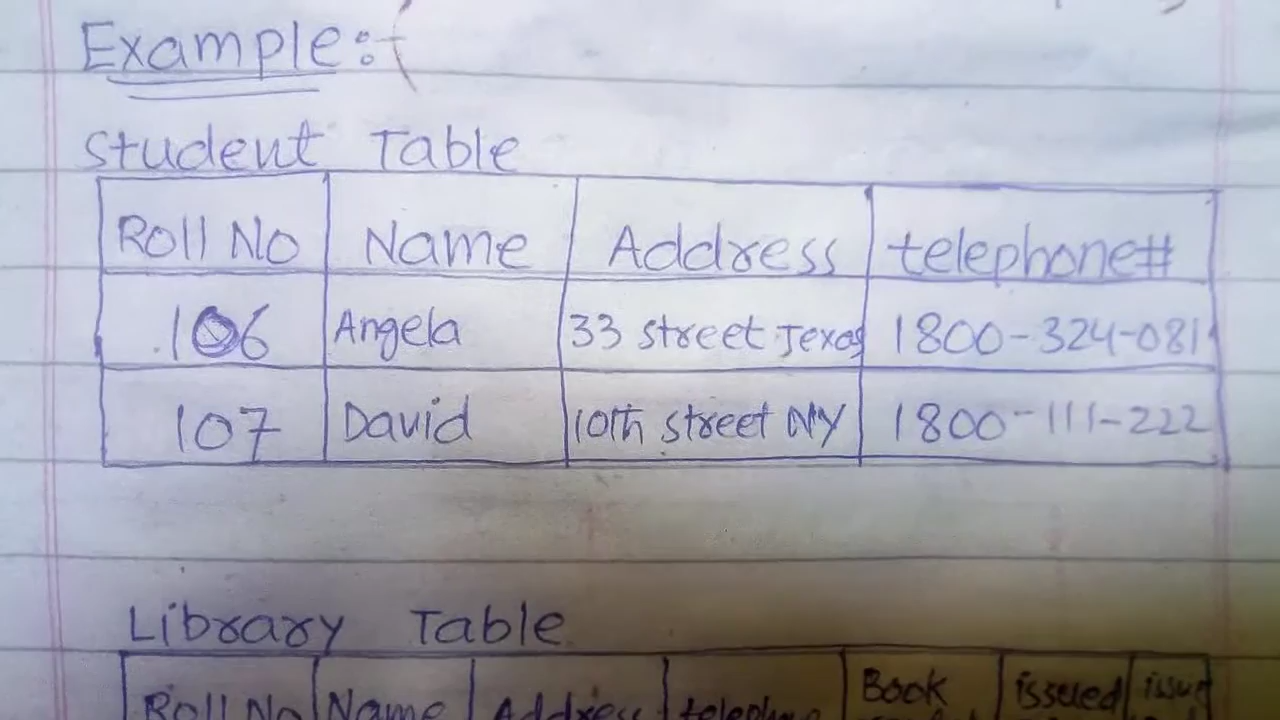 Example:-
Student Table
Roll No Name Address telephone#
106 Angela 33 street Texas 1800-324-081
107 David 10th street NY 1800-111-222
Library Table
Roll No Name Address Book issued